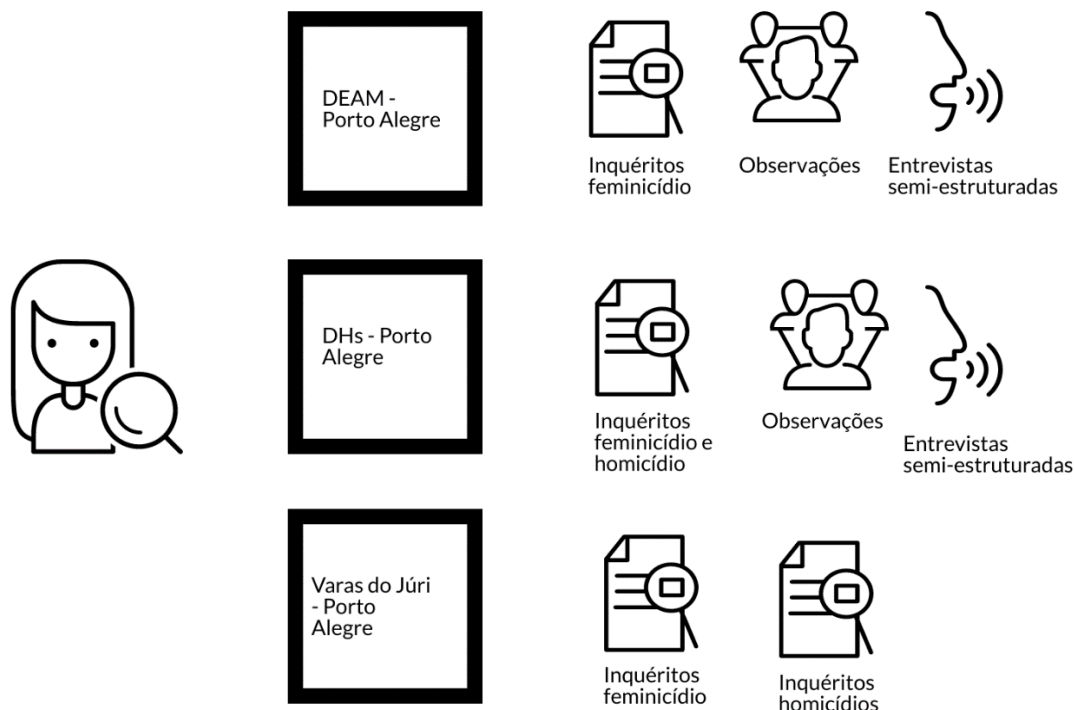 DEAM -
Porto Alegre
Inquéritos
feminicídio
Observações
Entrevistas
semi-estruturadas
DHs - Porto
Alegre
Inquéritos
feminicídio e
homicídio
Observações
Entrevistas
semi-estruturadas
Varas do Júri
- Porto
Alegre
Inquéritos
feminicídio
Inquéritos
homicídios